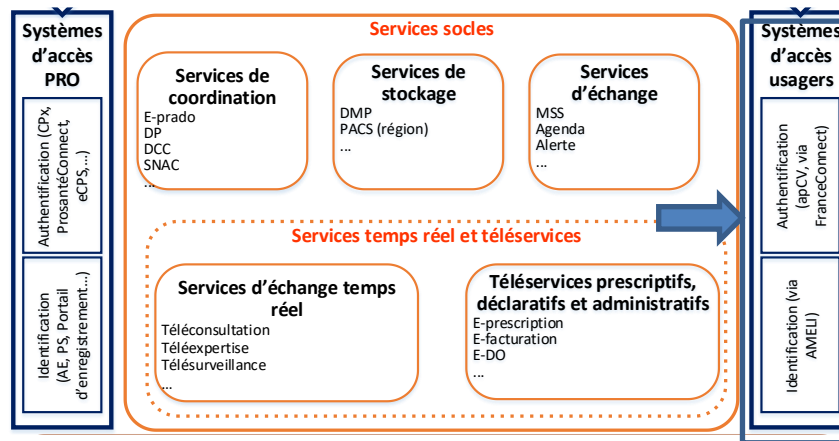 Systèmes
d'accès
PRO
Authentification (CPx,
ProsantéConnect,
eCPS,...)
Identification
(AE, PS, Portail
d'enregistrement...)
Services socles
Services de
coordination
E-prado
DP
DCC
SNAC
...
Services de
stockage
DMP
PACS (région)
...
Services
d'échange
MSS
Agenda
Alerte
...
Services temps réel et téléservices
Services d'échange temps
réel
Téléconsultation
Téléexpertise
Télésurveillance
...
Téléservices prescriptifs,
déclaratifs et administratifs
E-prescription
E-facturation
E-DO
...
Systèmes
d'accès
usagers
Authentification
(apCV, via
FranceConnect)
Identification (via
AMELI)